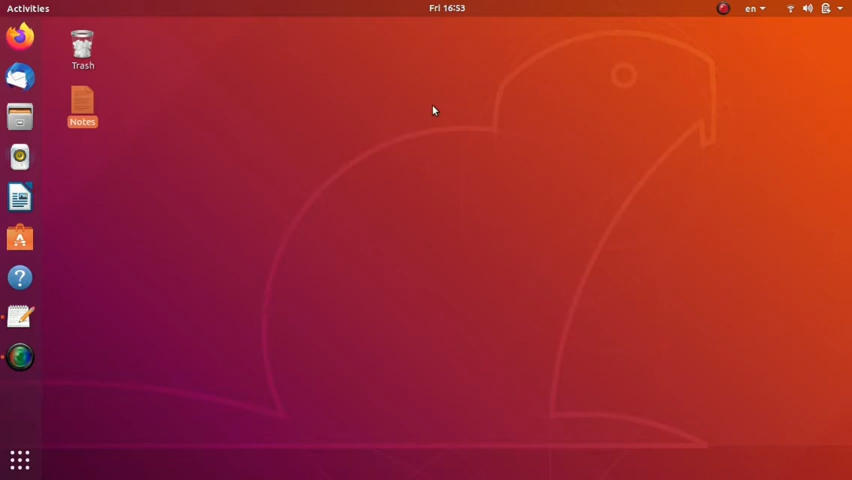 Activities
Fri 16:53
en
Trash
Notes